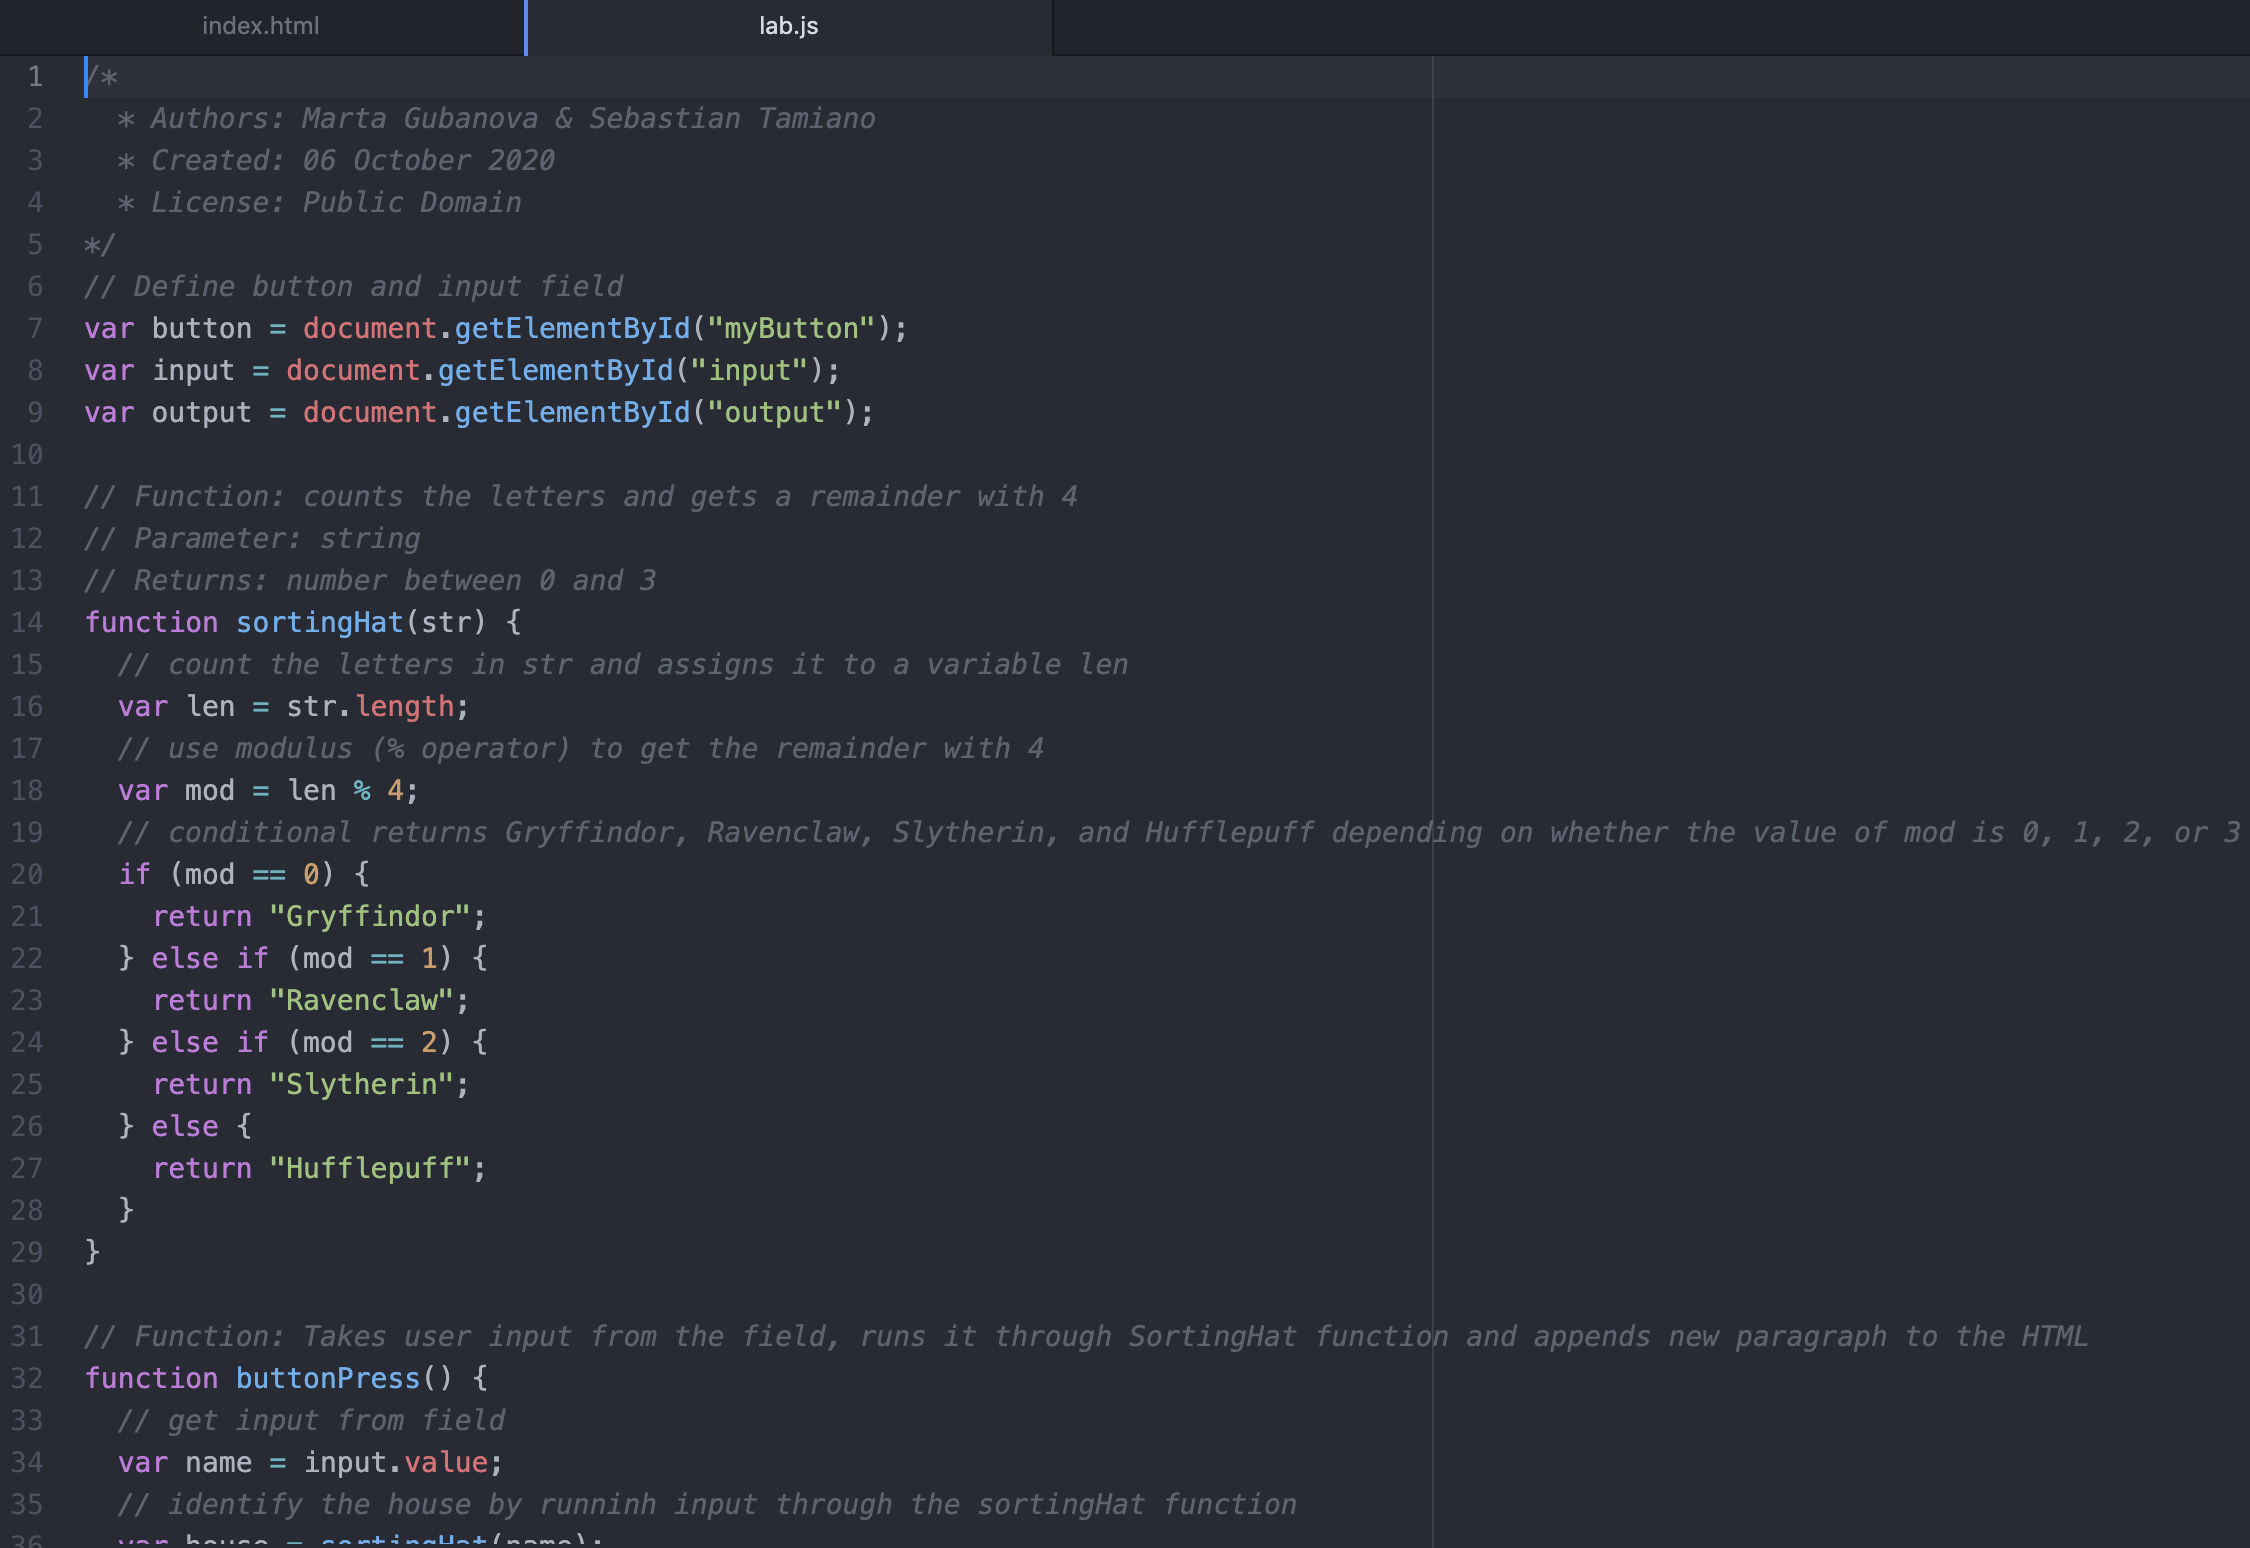 index.html
lab.js
1 /*
2   * Authors: Marta Gubanova & Sebastian Tamiano
3   * Created: 06 October 2020
4   * License: Public Domain
5 */
6 // Define button and input field
7 var button = document.getElementById("myButton");
8 var input = document.getElementById("input");
9 var output = document.getElementById("output");
10
11 // Function: counts the letters and gets a remainder with 4
12 // Parameter: string
13 // Returns: number between 0 and 3
14 function sortingHat(str) {
15   // count the letters in str and assigns it to a variable len
16   var len = str.length;
17   // use modulus (% operator) to get the remainder with 4
18   var mod = len % 4;
19   // conditional returns Gryffindor, Ravenclaw, Slytherin, and Hufflepuff depending on whether the value of mod is 0, 1, 2, or 3
20   if (mod == 0) {
21     return "Gryffindor";
22   } else if (mod == 1) {
23     return "Ravenclaw";
24   } else if (mod == 2) {
25     return "Slytherin";
26   } else {
27     return "Hufflepuff";
28   }
29 }
30
31 // Function: Takes user input from the field, runs it through SortingHat function and appends new paragraph to the HTML
32 function buttonPress() {
33   // get input from field
34   var name = input.value;
35   // identify the house by runninh input through the sortingHat function
36   var house = sortingHat(name);